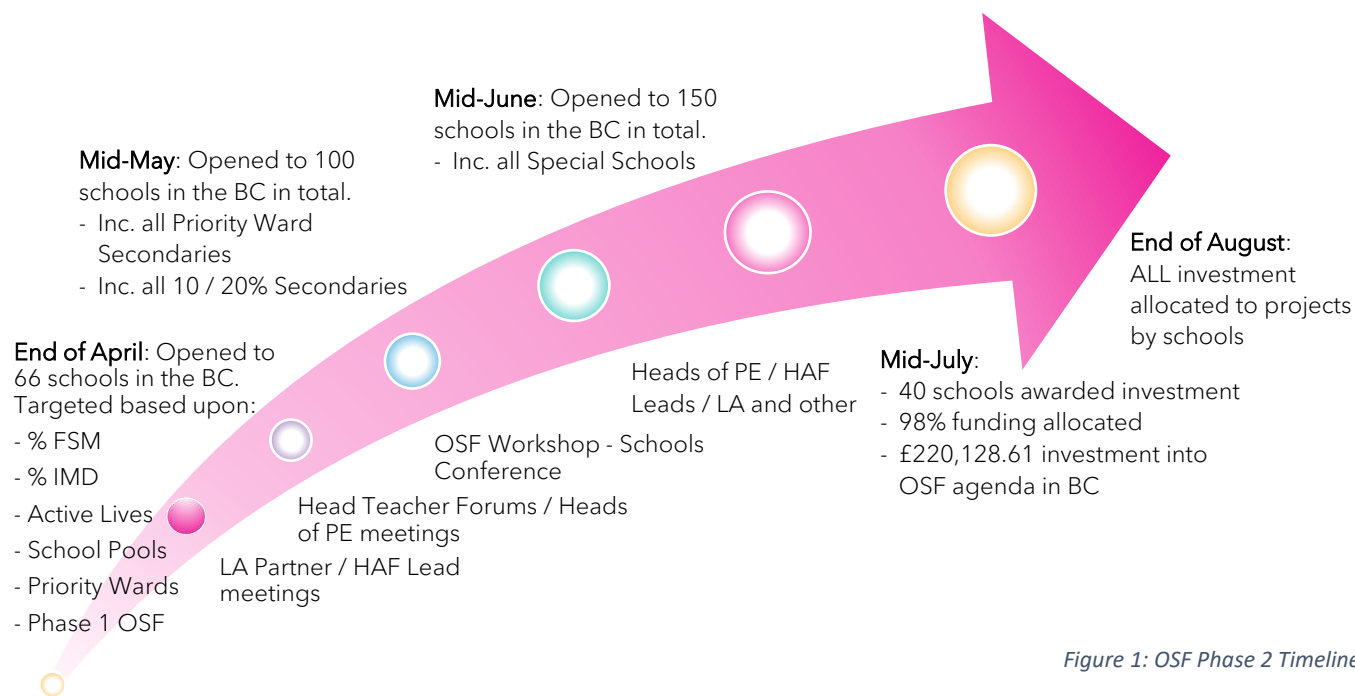 Mid-June: Opened to 150
schools in the BC in total.
- Inc. all Special Schools
Mid-May: Opened to 100
schools in the BC in total.
- Inc. all Priority Ward
Secondaries
- Inc. all 10 / 20% Secondaries
End of April: Opened to
66 schools in the BC.
Targeted based upon:
- % FSM
- % IMD
- Active Lives
- School Pools
- Priority Wards
- Phase 1 OSF
LA Partner / HAF Lead
meetings
Head Teacher Forums / Heads
of PE meetings
OSF Workshop - Schools
Conference
Heads of PE / HAF
Leads / LA and other
Mid-July:
- 40 schools awarded investment
- 98% funding allocated
- £220,128.61 investment into
OSF agenda in BC
End of August:
ALL investment
allocated to projects
by schools
Figure 1: OSF Phase 2 Timeline